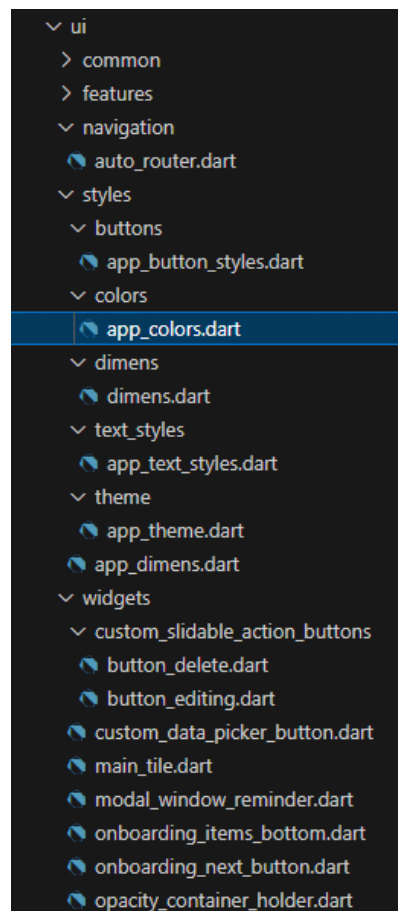 ui
common
features
navigation
auto_router.dart
styles
buttons
app_button_styles.dart
colors
app_colors.dart
dimens
dimens.dart
text_styles
app_text_styles.dart
theme
app_theme.dart
app_dimens.dart
widgets
custom_slidable_action_buttons
button_delete.dart
button_editing.dart
custom_data_picker_button.dart
main_tile.dart
modal_window_reminder.dart
onboarding_items_bottom.dart
onboarding_next_button.dart
opacity_container_holder.dart